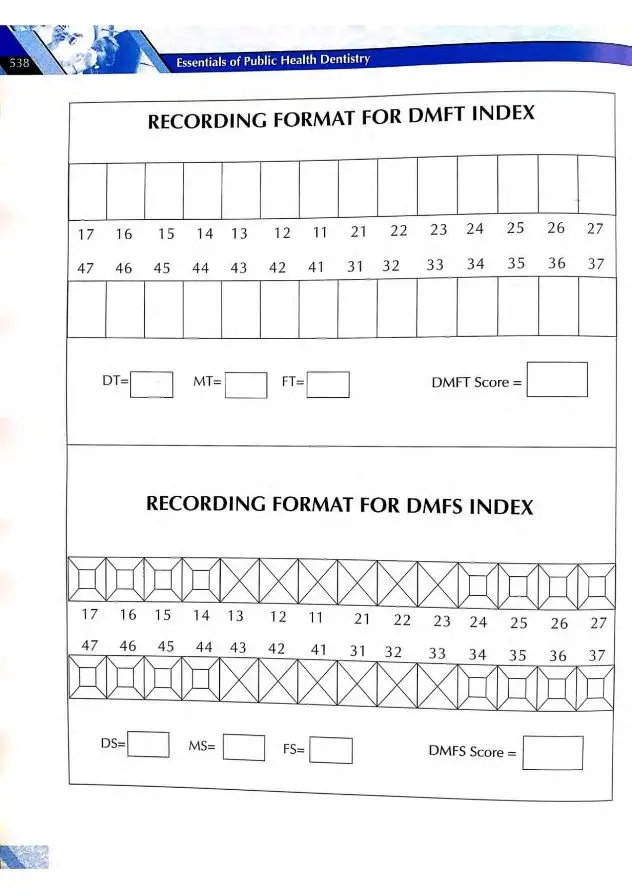 538
Essentials of Public Health Dentistry
RECORDING FORMAT FOR DMFT INDEX
17 16 15 14 13 12 11 21 22 23 24 25 26 27
47 46 45 44 43 42 41 31 32 33 34 35 36 37
DT= MT= FT= DMFT Score =
RECORDING FORMAT FOR DMFS INDEX
17 16 15 14 13 12 11 21 22 23 24 25 26 27
47 46 45 44 43 42 41 31 32 33 34 35 36 37
DS= MS= FS= DMFS Score =